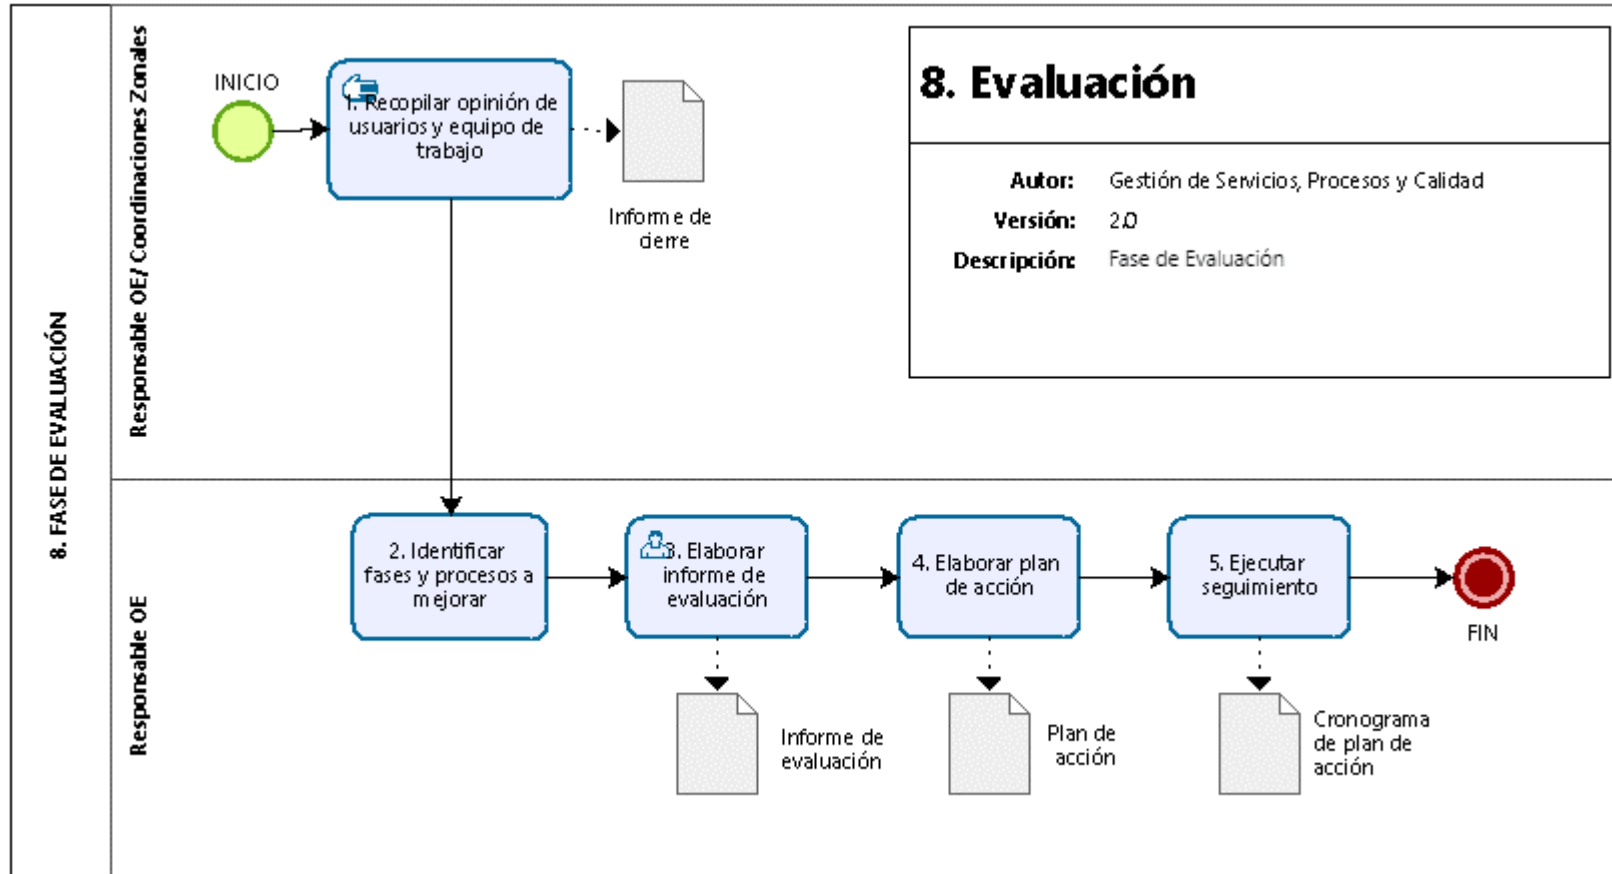 8. FASE DE EVALUACIÓN
Responsable OE/ Coordinaciones Zonales
INICIO
1. Recopilar opinión de
usuarios y equipo de
trabajo
Informe de
cierre
8. Evaluación
Autor: Gestión de Servicios, Procesos y Calidad
Versión: 2.0
Descripción: Fase de Evaluación
Responsable OE
2. Identificar
fases y procesos a
mejorar
3. Elaborar
informe de
evaluación
4. Elaborar plan
de acción
5. Ejecutar
seguimiento
FIN
Informe de
evaluación
Plan de
acción
Cronograma
de plan de
acción